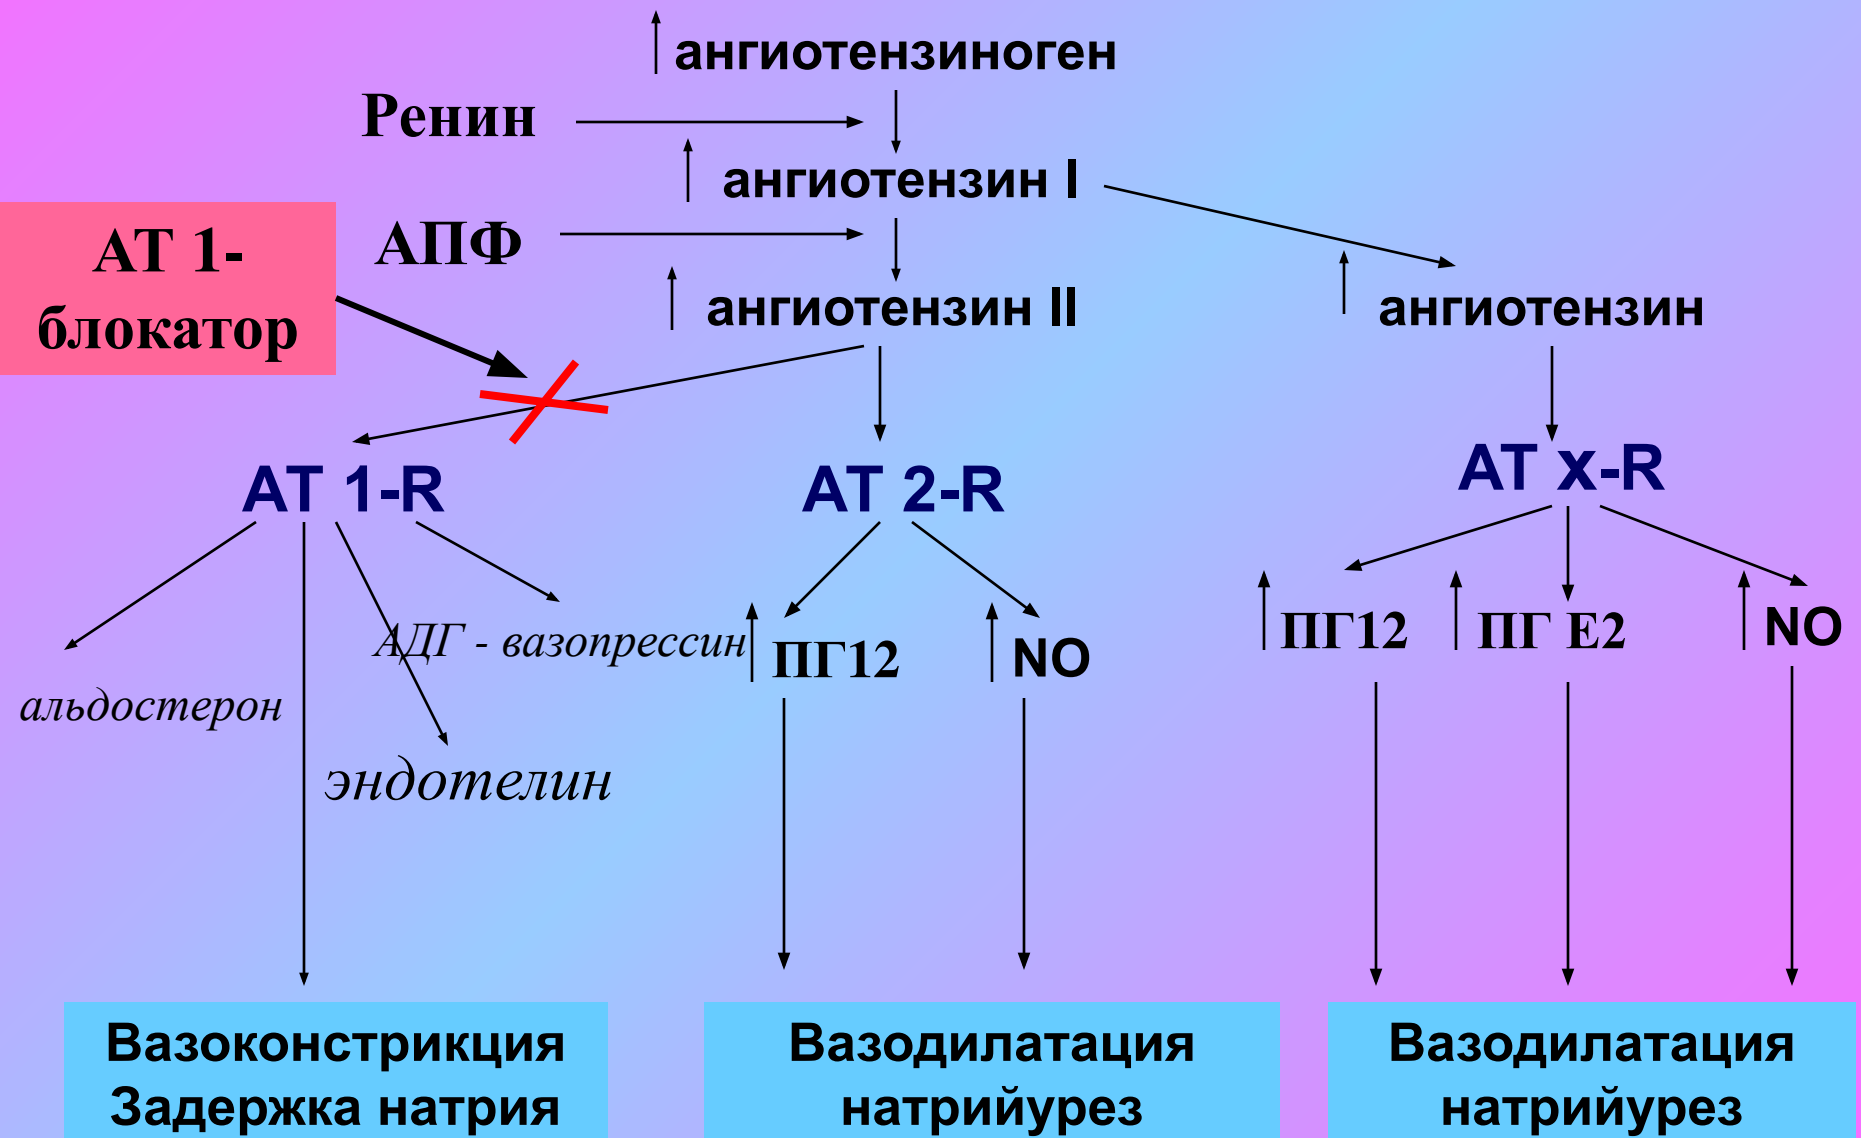 ангиотензиноген
Ренин
ангиотензин I
АТ 1-
блокатор
АПФ
ангиотензин II
ангиотензин
АТ 1-R
АТ 2-R
АТ x-R
альдостерон
АДГ - вазопрессин
эндотелин
ПГ12
NO
ПГ12
ПГ Е2
NO
Вазоконстрикция
Задержка натрия
Вазодилатация
натрийурез
Вазодилатация
натрийурез